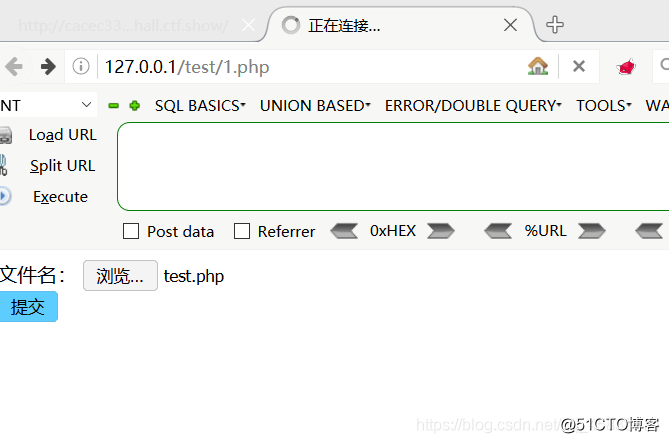 http://cacec33...hall.ctf.show/ 正在连接...
127.0.0.1/test/1.php
NT SQL BASICS UNION BASED ERROR/DOUBLE QUERY TOOLS WA
Load URL
Split URL
Execute
Post data Referrer 0xHEX %URL
文件名： 浏览... test.php
提交
https://blog.csdn.net @51CTO博客